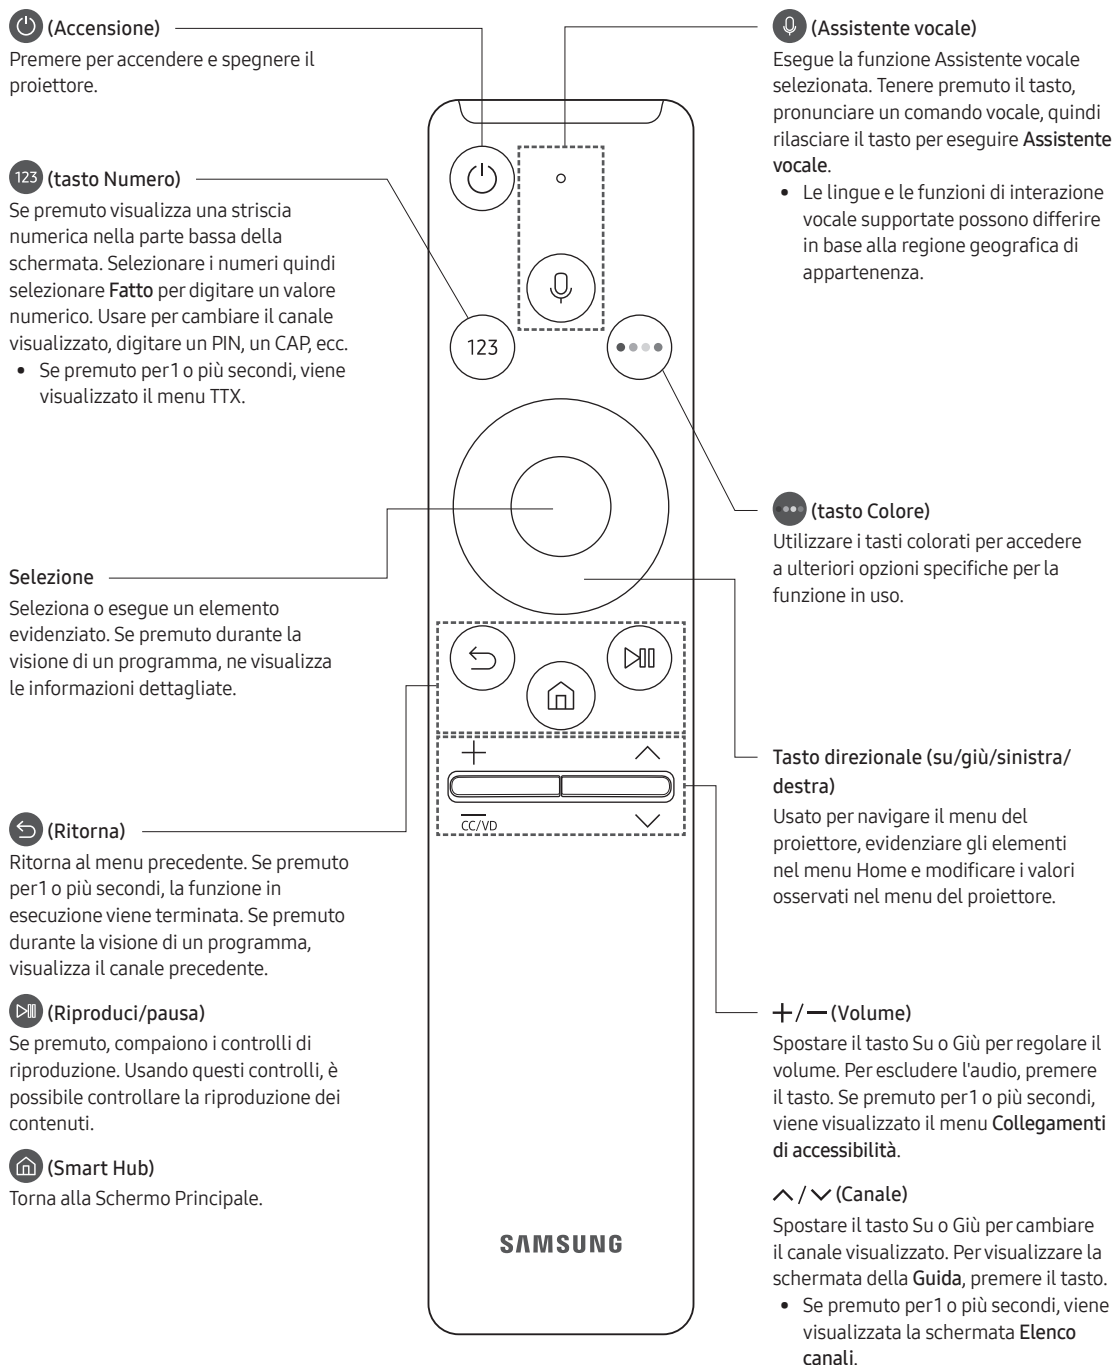 (Accensione)
Premere per accendere e spegnere il
proiettore.
123 (tasto Numero)
Se premuto visualizza una striscia
numerica nella parte bassa della
schermata. Selezionare i numeri quindi
selezionare Fatto per digitare un valore
numerico. Usare per cambiare il canale
visualizzato, digitare un PIN, un CAP, ecc.
• Se premuto per1 o più secondi, viene
visualizzato il menu TTX.
Selezione
Seleziona o esegue un elemento
evidenziato. Se premuto durante la
visione di un programma, ne visualizza
le informazioni dettagliate.
(Ritorna)
Ritorna al menu precedente. Se premuto
per1 o più secondi, la funzione in
esecuzione viene terminata. Se premuto
durante la visione di un programma,
visualizza il canale precedente.
(Riproduci/pausa)
Se premuto, compaiono i controlli di
riproduzione. Usando questi controlli, è
possibile controllare la riproduzione dei
contenuti.
(Smart Hub)
Torna alla Schermo Principale.
123
CC/VD
SAMSUNG
(Assistente vocale)
Esegue la funzione Assistente vocale
selezionata. Tenere premuto il tasto,
pronunciare un comando vocale, quindi
rilasciare il tasto per eseguire Assistente
vocale.
• Le lingue e le funzioni di interazione
vocale supportate possono differire
in base alla regione geografica di
appartenenza.
(tasto Colore)
Utilizzare i tasti colorati per accedere
a ulteriori opzioni specifiche per la
funzione in uso.
Tasto direzionale (su/giù/sinistra/
destra)
Usato per navigare il menu del
proiettore, evidenziare gli elementi
nel menu Home e modificare i valori
osservati nel menu del proiettore.
+/— (Volume)
Spostare il tasto Su o Giù per regolare il
volume. Per escludere l'audio, premere
il tasto. Se premuto per1 o più secondi,
viene visualizzato il menu Collegamenti
di accessibilità.
/ (Canale)
Spostare il tasto Su o Giù per cambiare
il canale visualizzato. Per visualizzare la
schermata della Guida, premere il tasto.
• Se premuto per1 o più secondi, viene
visualizzata la schermata Elenco
canali.